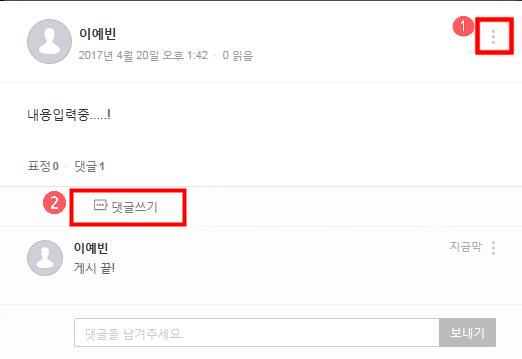 이예빈
1
2017년 4월 20일 오후 1:42 · 0 읽음
내용입력중.....!
표정 0 · 댓글 1
2
댓글쓰기
이예빈
지금막
게시 끝!
댓글을 남겨주세요.
보내기